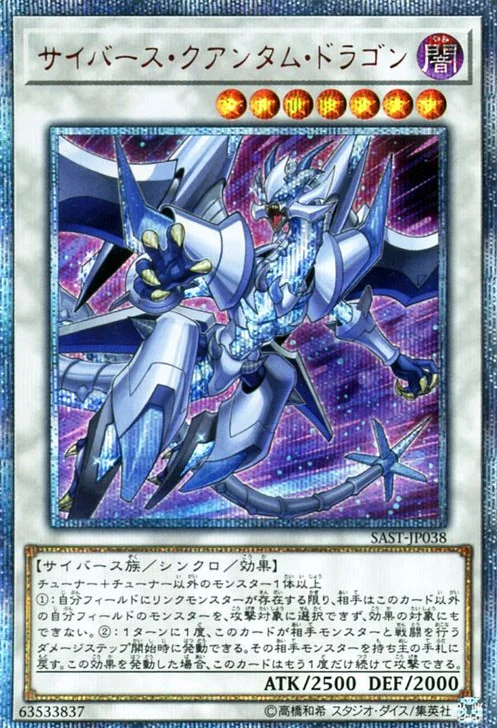 サイバース・クアンタム・ドラゴン
闇
SAST-JP038
【サイバース族／シンクロ／効果】
チューナー＋チューナー以外のモンスター1体以上
①：自分フィールドにリンクモンスターが存在する限り、相手はこのカード以外
の自分フィールドのモンスターを、攻撃対象に選択できず、効果の対象にも
できない。②：1ターンに1度、このカードが相手モンスターと戦闘を行う
ダメージステップ開始時に発動できる。その相手モンスターを持ち主の手札に
戻す。この効果を発動した場合、このカードはもう1度だけ続けて攻撃できる。
ATK/2500 DEF/2000
63533837
©高橋和希 スタジオ・ダイス/集英社